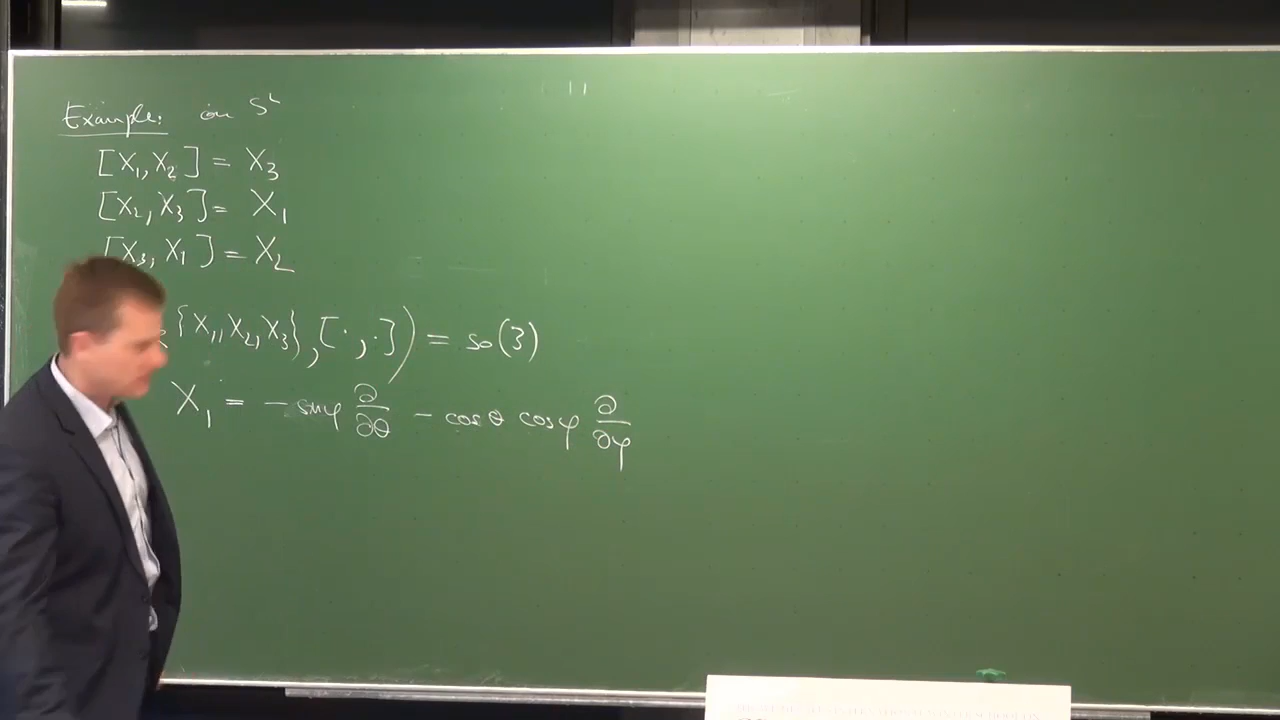 Example: on S²
[X₁, X₂] = X₃
[X₂, X₃] = X₁
[X₃, X₁] = X₂
{X₁, X₂, X₃}, [·,·]) = so(3)
X₁ = - sin φ ∂/∂θ - cos θ cos φ ∂/∂φ